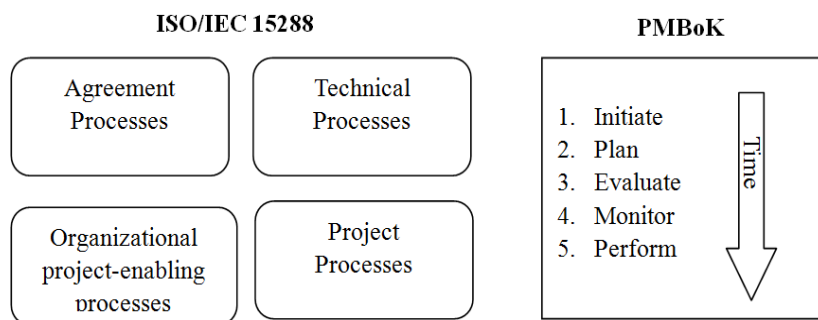 ISO/IEC 15288
Agreement
Processes
Technical
Processes
Organizational
project-enabling
processes
Project
Processes
PMBoK
1. Initiate
2. Plan
3. Evaluate
4. Monitor
5. Perform
Time